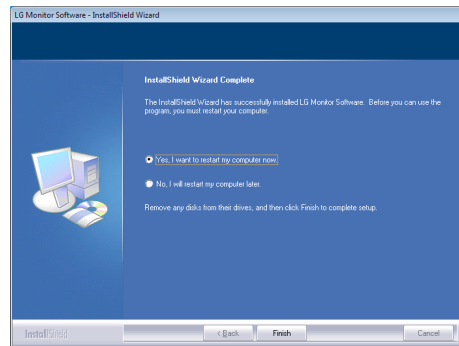 LG Monitor Software - InstallShield Wizard
InstallShield Wizard Complete
The InstallShield Wizard has successfully installed LG Monitor Software. Before you can use the
program, you must restart your computer.
Yes, I want to restart my computer now.
No, I will restart my computer later.
Remove any disks from their drives, and then click Finish to complete setup.
InstallShield
< Back
Finish
Cancel